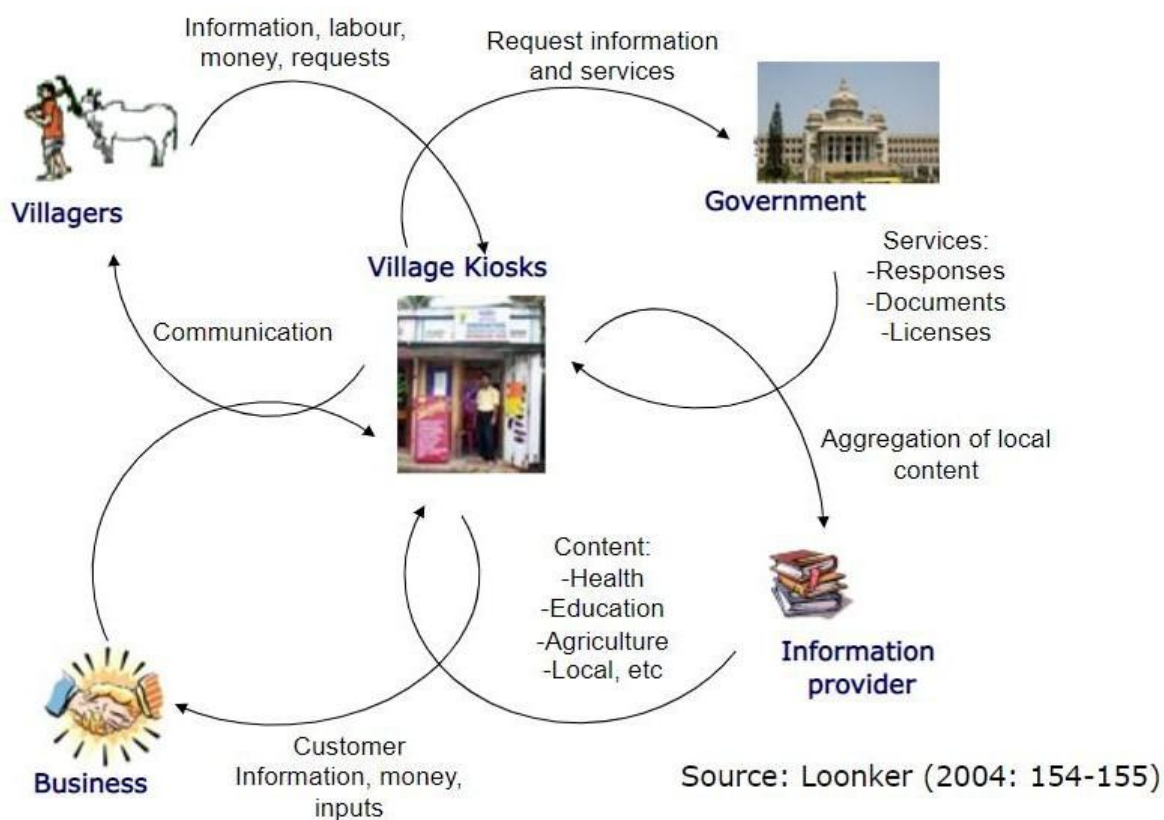 Information, labour,
money, requests
Request information
and services
Villagers
Government
Village Kiosks
Services:
-Responses
-Documents
-Licenses
Communication
Aggregation of local
content
Content:
-Health
-Education
-Agriculture
-Local, etc
Information
provider
Business
Customer
Information, money,
inputs
Source: Loonker (2004: 154-155)